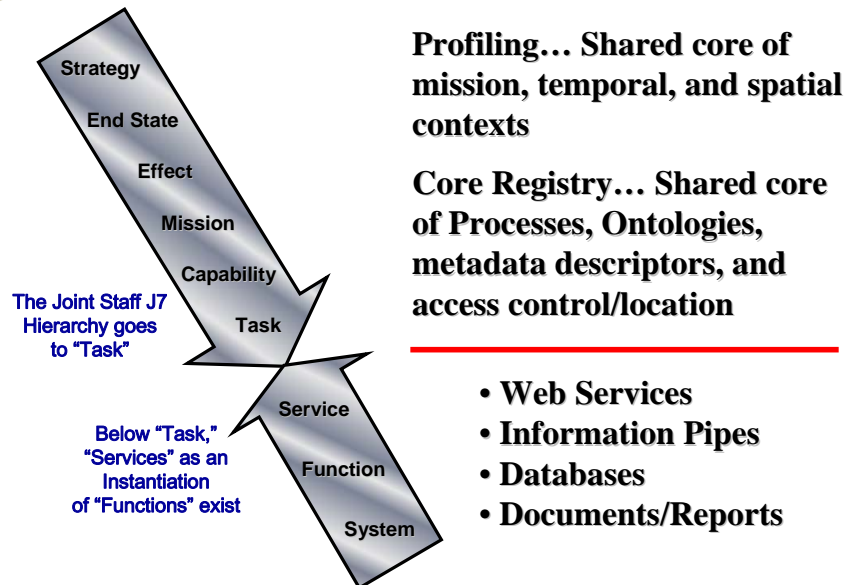 Strategy
End State
Effect
Mission
Capability
Task
The Joint Staff J7
Hierarchy goes
to “Task”
Service
Function
System
Below “Task,”
“Services” as an
Instantiation
of “Functions” exist
Profiling… Shared core of
mission, temporal, and spatial
contexts
Core Registry… Shared core
of Processes, Ontologies,
metadata descriptors, and
access control/location
• Web Services
• Information Pipes
• Databases
• Documents/Reports